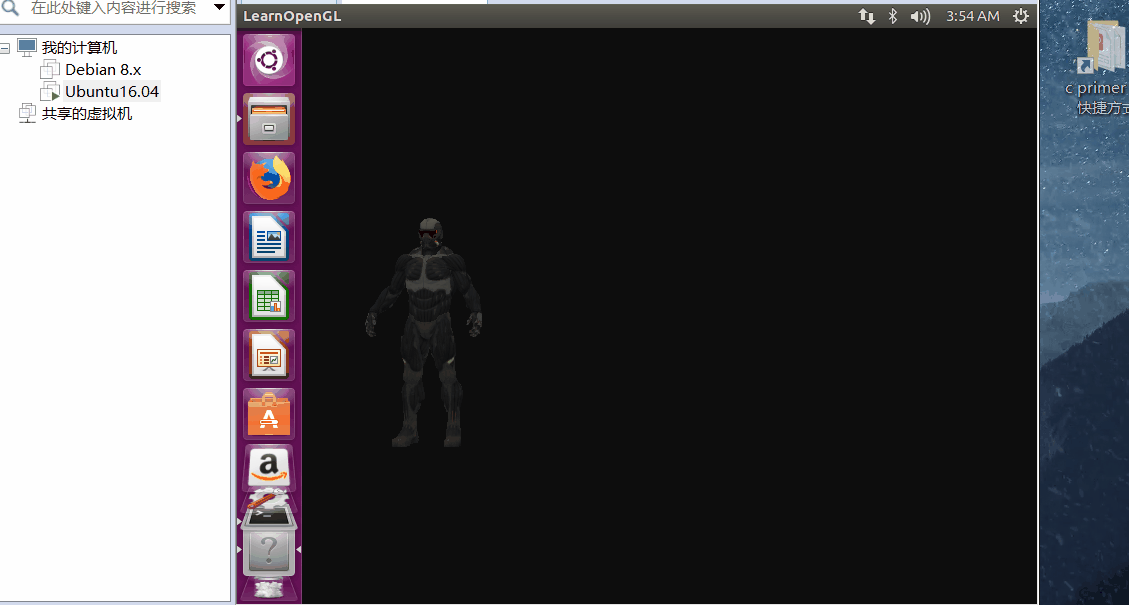 在此处键入内容进行搜索
我的计算机
Debian 8.x
Ubuntu16.04
共享的虚拟机
LearnOpenGL
3:54 AM
c primer
快捷方式